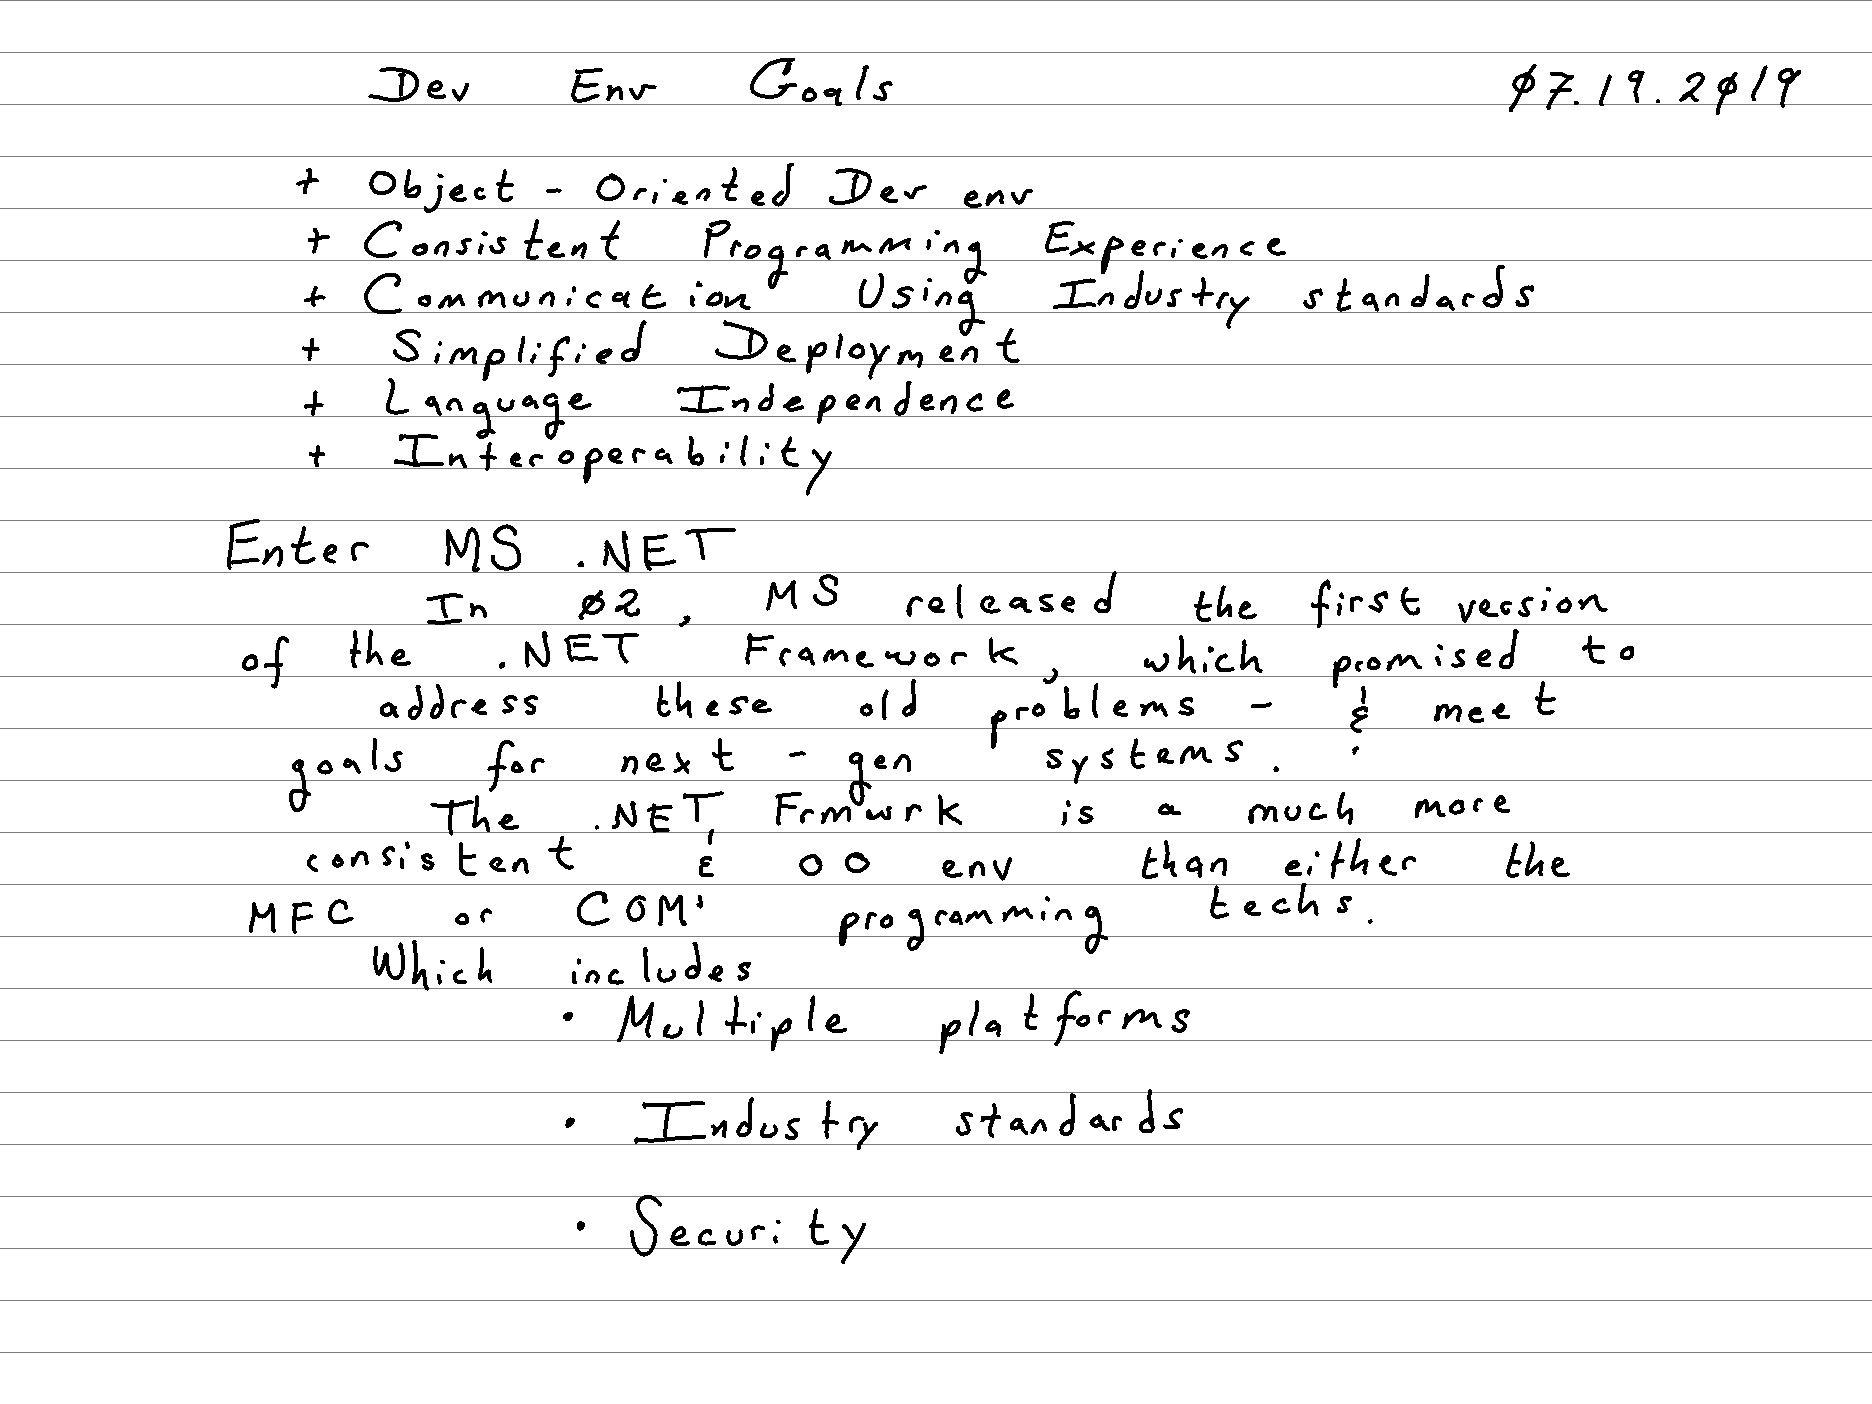 Dev Env Goals 07.19.2019
+ Object - Oriented Dev env
+ Consistent Programming Experience
+ Communication Using Industry standards
+ Simplified Deployment
+ Language Independence
+ Interoperability
Enter MS .NET
In 02, MS released the first version
of the .NET Framework, which promised to
address these old problems - & meet
goals for next - gen systems.
The .NET Frmwrk is a much more
consistent & OO env than either the
MFC or COM' programming techs.
Which includes
• Multiple platforms
• Industry standards
• Security